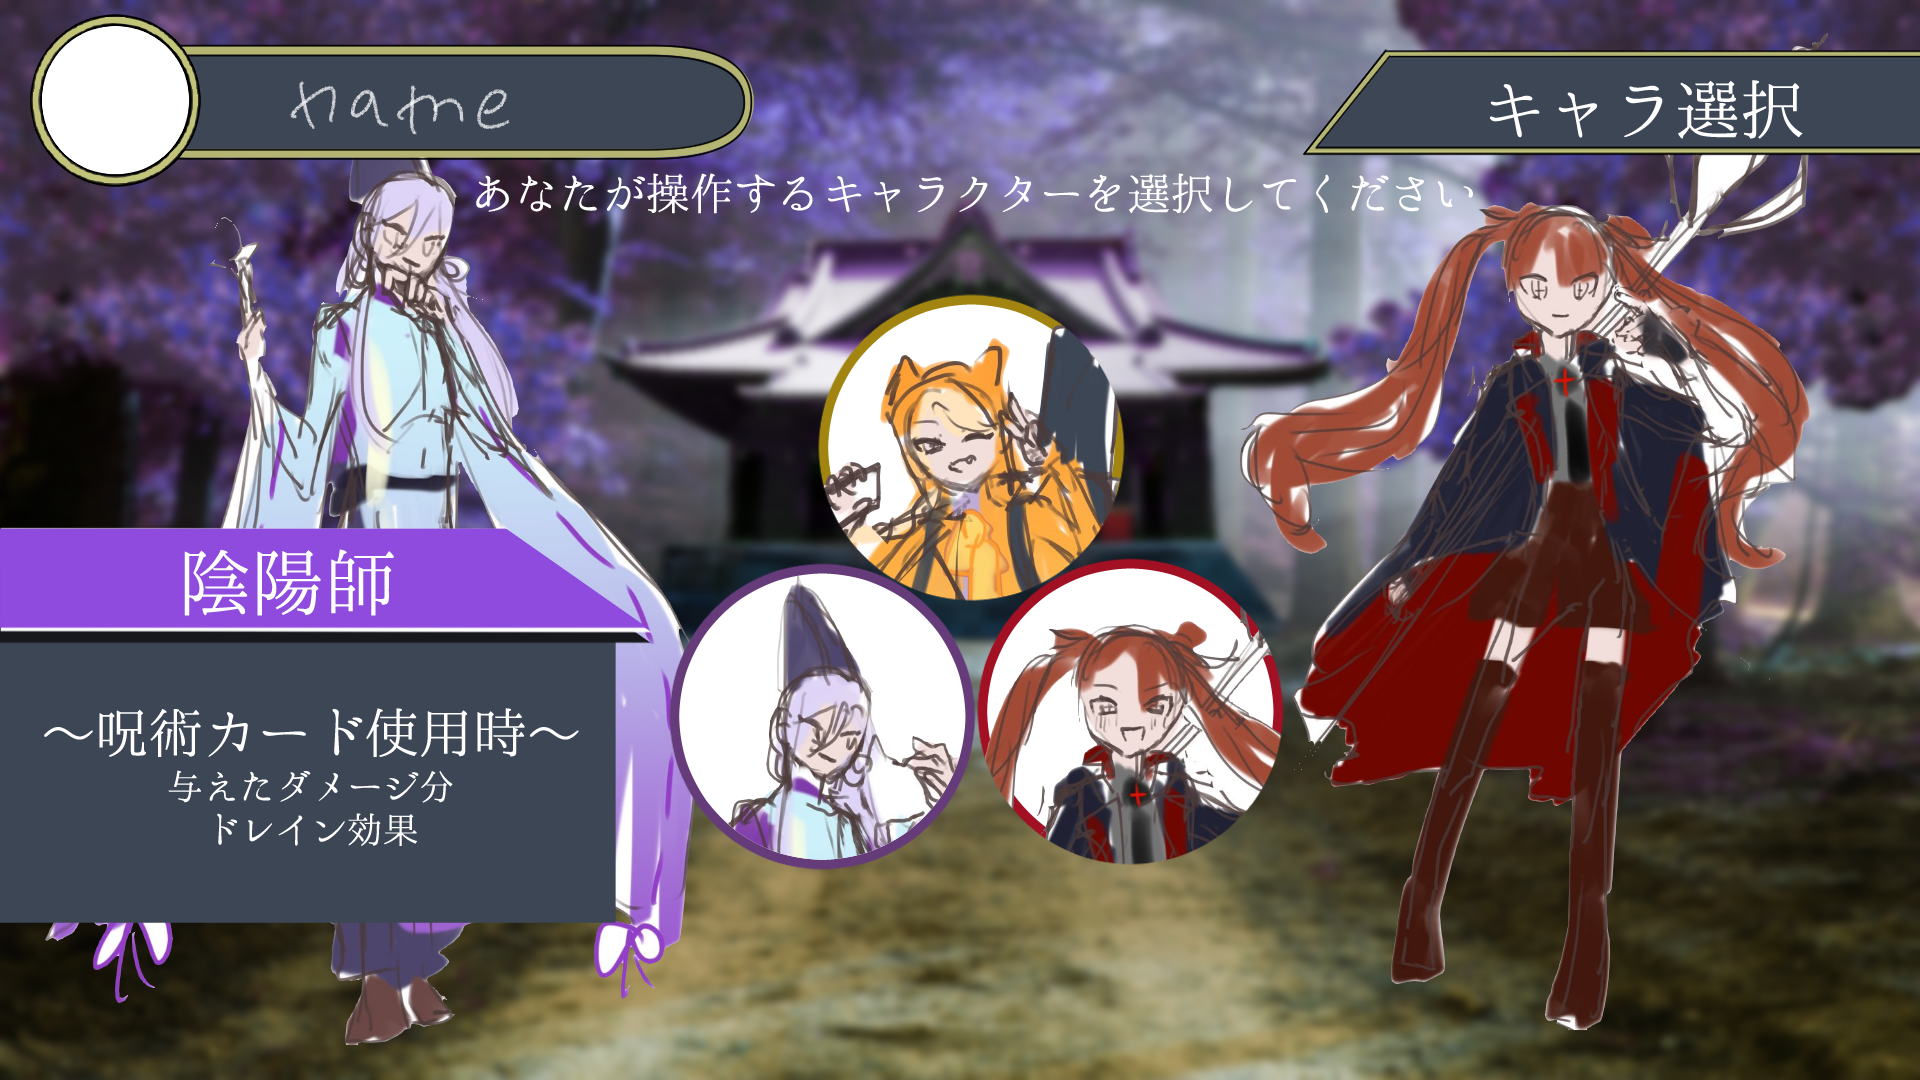 name
キャラ選択
あなたが操作するキャラクターを選択してください
陰陽師
～呪術カード使用時～
与えたダメージ分
ドレイン効果